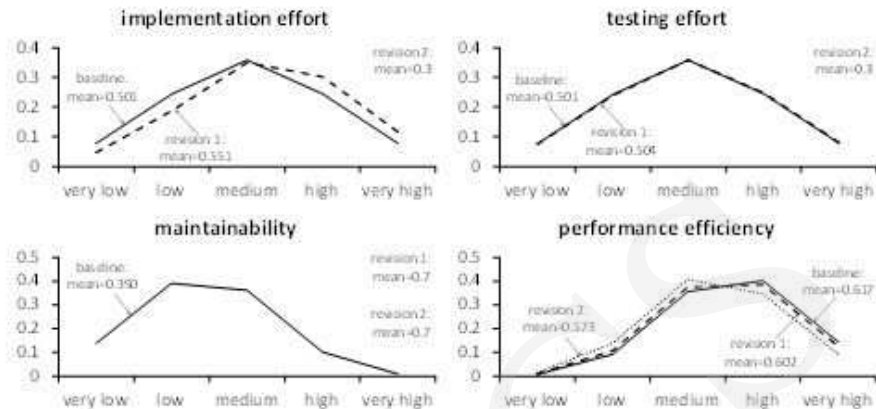 implementation effort
0.4
0.3
0.2
0.1
0
baseline:
mean=0.501
revision 1:
mean=0.551
revision 2:
mean=0.3
very low
low
medium
high
very high
testing effort
0.4
0.3
0.2
0.1
0
baseline:
mean=0.501
revision 1:
mean=0.504
revision 2:
mean=0.3
very low
low
medium
high
very high
maintainability
0.5
0.4
0.3
0.2
0.1
0
baseline:
mean=0.350
revision 1:
mean=0.7
revision 2:
mean=0.7
very low
low
medium
high
very high
performance efficiency
0.5
0.4
0.3
0.2
0.1
0
revision 2:
mean=0.573
baseline:
mean=0.617
revision 1:
mean=0.602
very low
low
medium
high
very high